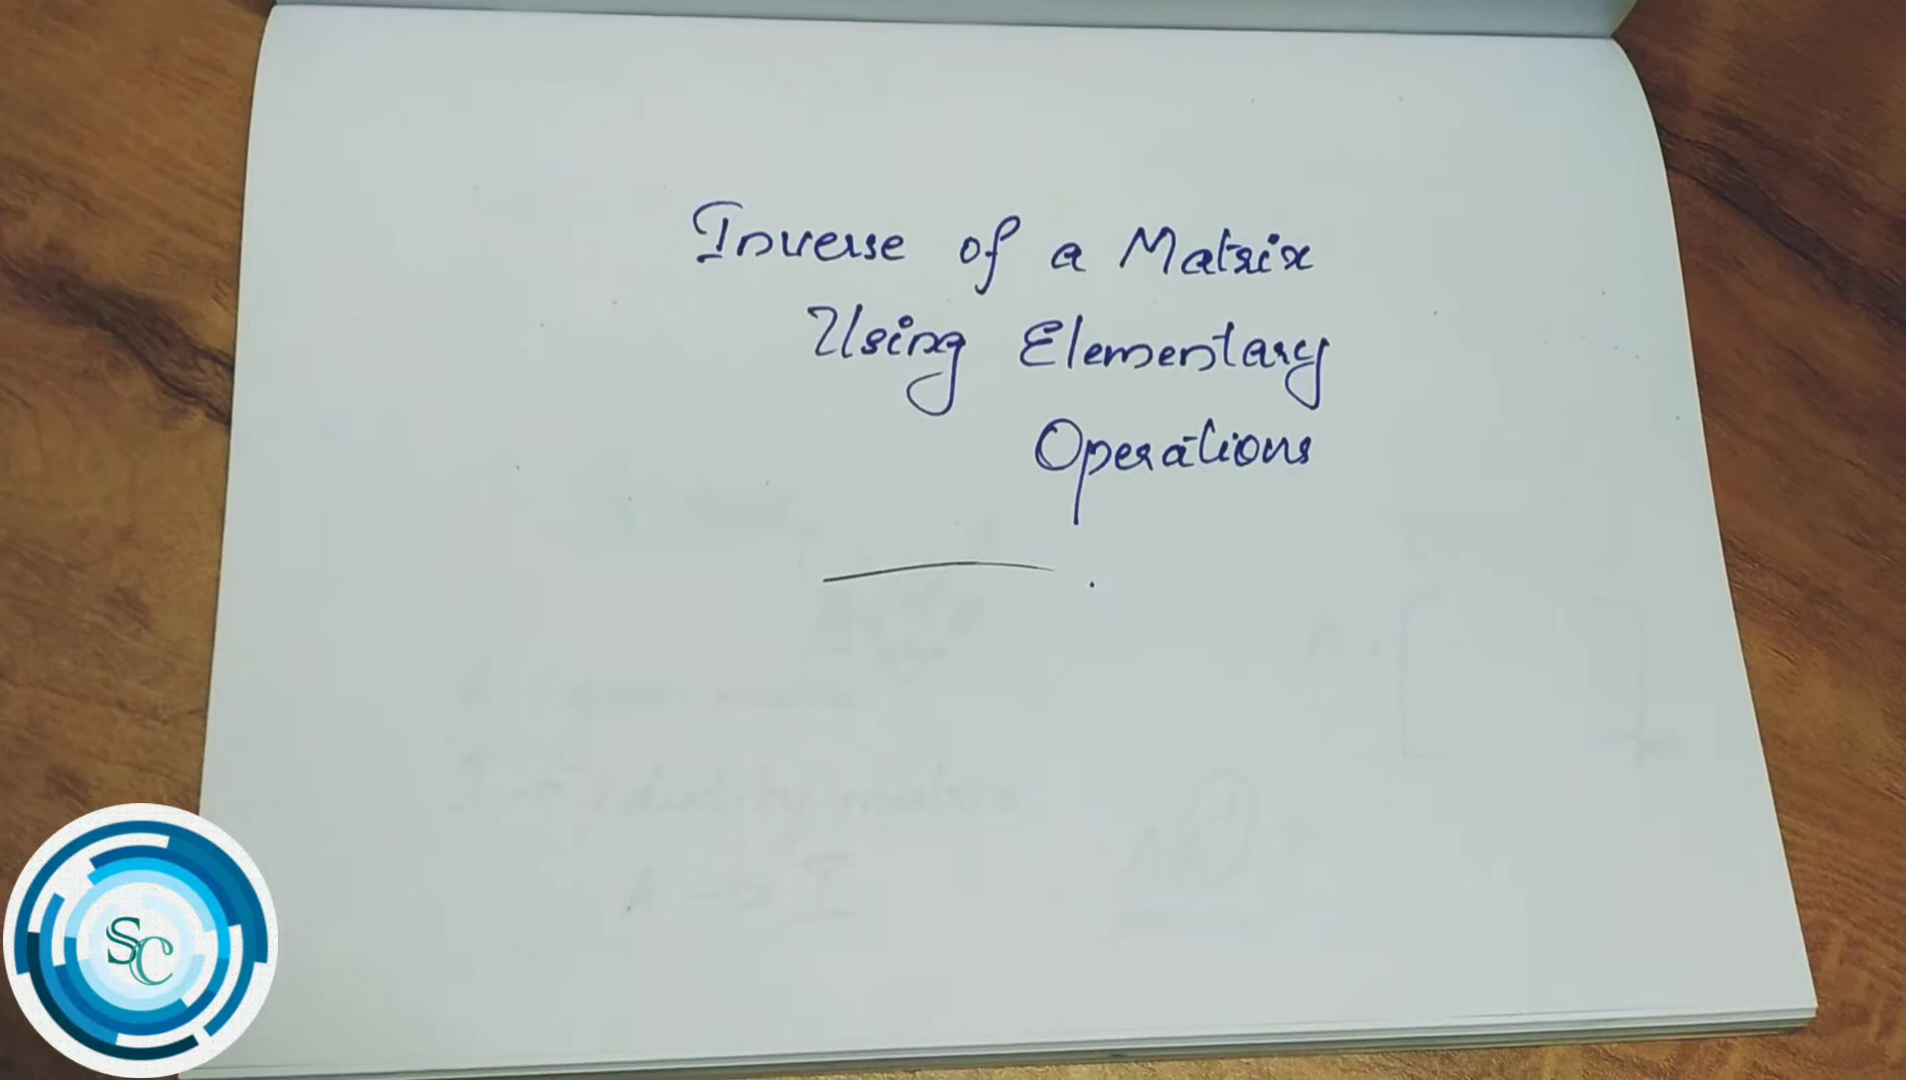 Inverse of a Matrix
Using Elementary
Operations
SC